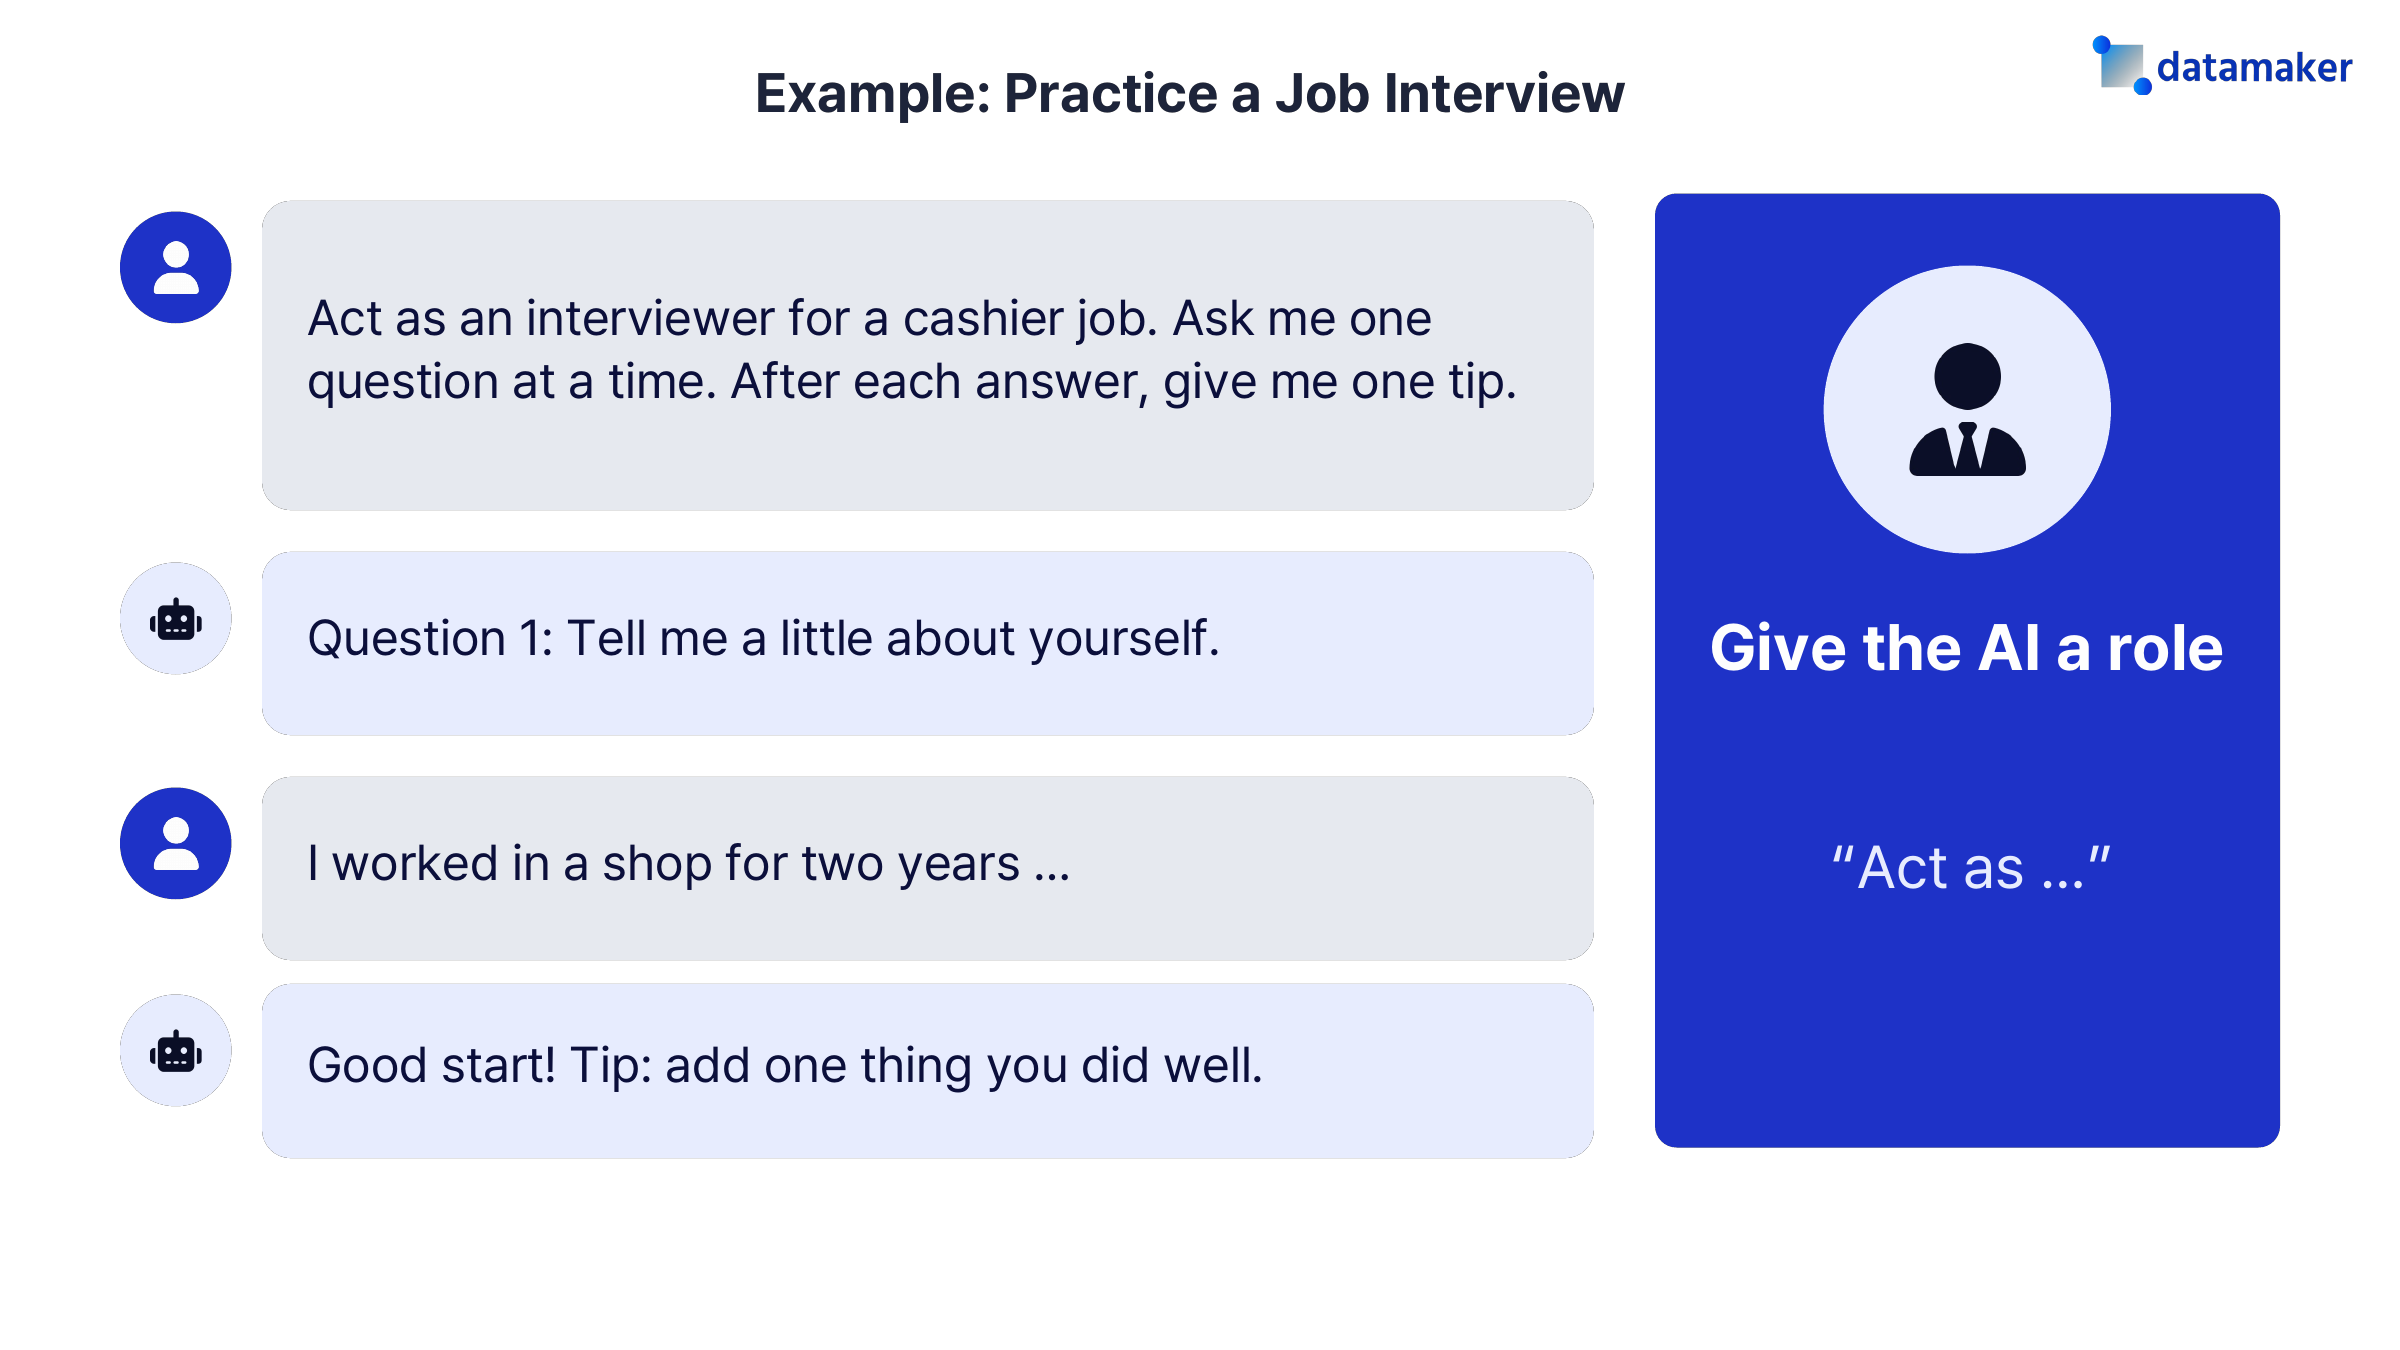 Example: Practice a Job Interview
datamaker
Act as an interviewer for a cashier job. Ask me one
question at a time. After each answer, give me one tip.
Question 1: Tell me a little about yourself.
I worked in a shop for two years ...
Good start! Tip: add one thing you did well.
Give the AI a role
“Act as ...”